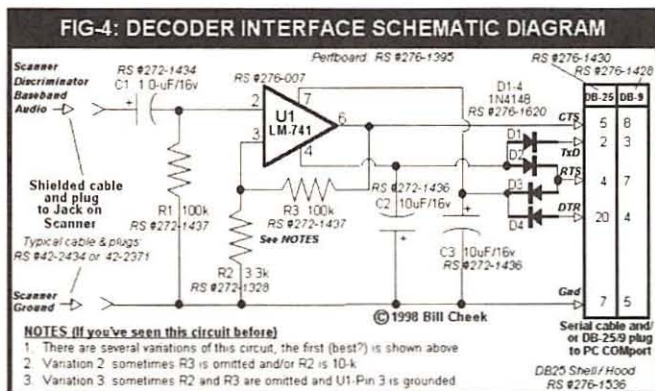 FIG-4: DECODER INTERFACE SCHEMATIC DIAGRAM
Scanner
Discriminator
Baseband
Audio
RS #272-1434
C1 1.0-uF/16v
+
RS #276-007
Perfboard: RS #276-1395
RS #276-1430
RS #276-1428
DB-25 DB-9
D1-4
1N4148
RS #276-1620
2
3
7
6
4
U1
LM-741
CTS 5 8
D1
2 3
D2
TxD
RTS
4 7
D3
DTR
D4
20 4
Shielded cable
and plug
to Jack on
Scanner
R1 100k
RS #272-1437
R3 100k
RS #272-1437
See NOTES
RS #272-1436
C2 10uF/16v
+
+
C3 10uF/16v
RS #272-1436
Typical cable & plugs:
RS #42-2434 or 42-2371
R2 3.3k
RS #272-1328
Scanner
Ground
Gnd 7 5
© 1998 Bill Cheek
Serial cable and/
or DB-25/9 plug
to PC COMport
DB25 Shell / Hood
RS #276-1536
NOTES (If you've seen this circuit before)
1. There are several variations of this circuit, the first (best?) is shown above
2. Variation 2: sometimes R3 is omitted and/or R2 is 10-k
3. Variation 3: sometimes R2 and R3 are omitted and U1-Pin 3 is grounded